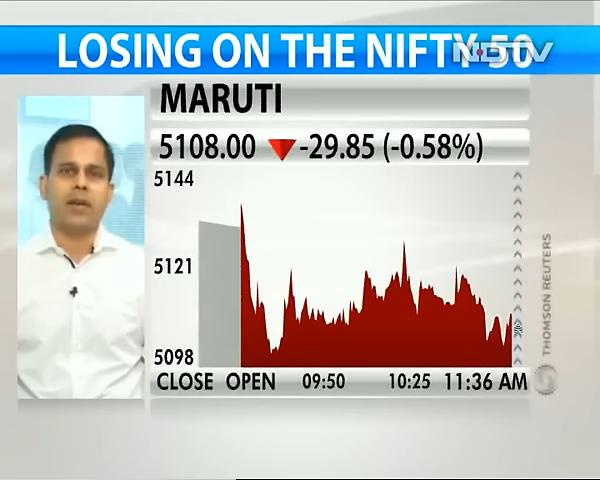 LOSING ON THE NIFTY 50
NDTV
MARUTI
5108.00 ▼ -29.85 (-0.58%)
5144
5121
5098
CLOSE OPEN 09:50 10:25 11:36 AM
THOMSON REUTERS